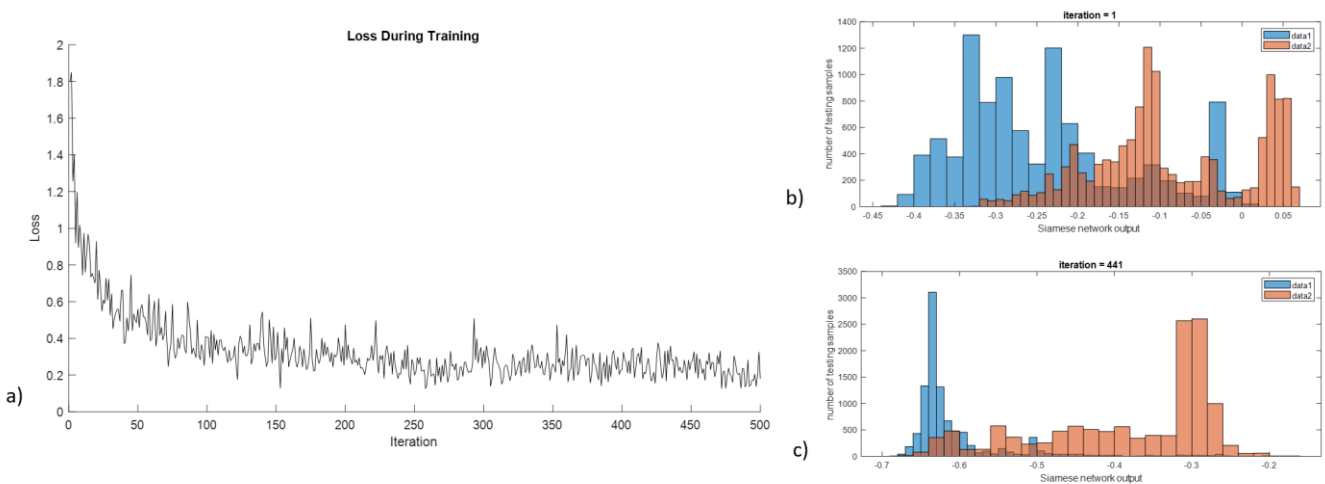 Loss During Training
2
1.8
1.6
1.4
1.2
1
0.8
0.6
0.4
0.2
0
Loss
0 50 100 150 200 250 300 350 400 450 500
Iteration
a)
iteration = 1
1400
1200
1000
800
600
400
200
0
number of testing samples
data1
data2
-0.45 -0.4 -0.35 -0.3 -0.25 -0.2 -0.15 -0.1 -0.05 0 0.05
Siamese network output
b)
iteration = 441
3500
3000
2500
2000
1500
1000
500
0
number of testing samples
data1
data2
-0.7 -0.6 -0.5 -0.4 -0.3 -0.2
Siamese network output
c)